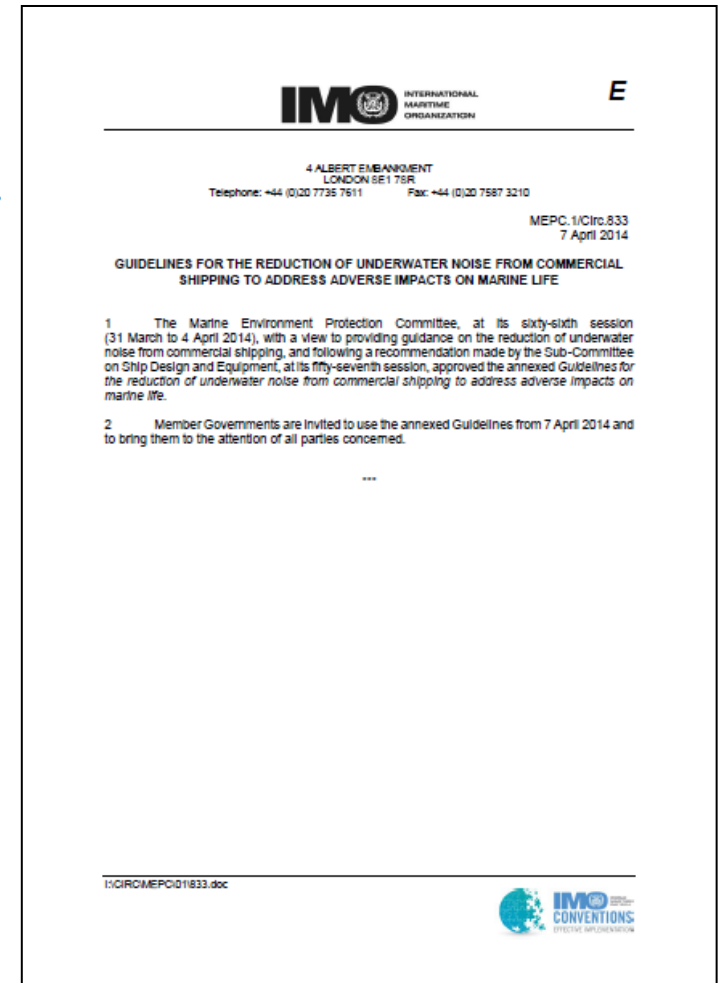 IMO INTERNATIONAL
MARITIME
ORGANIZATION
E
4 ALBERT EMBANKMENT
LONDON SE1 7SR
Telephone: +44 (0)20 7735 7611 Fax: +44 (0)20 7587 3210
MEPC.1/Circ.833
7 April 2014
GUIDELINES FOR THE REDUCTION OF UNDERWATER NOISE FROM COMMERCIAL
SHIPPING TO ADDRESS ADVERSE IMPACTS ON MARINE LIFE
1 The Marine Environment Protection Committee, at its sixty-sixth session
(31 March to 4 April 2014), with a view to providing guidance on the reduction of underwater
noise from commercial shipping, and following a recommendation made by the Sub-Committee
on Ship Design and Equipment, at its fifty-seventh session, approved the annexed Guidelines for
the reduction of underwater noise from commercial shipping to address adverse impacts on
marine life.
2 Member Governments are invited to use the annexed Guidelines from 7 April 2014 and
to bring them to the attention of all parties concerned.
***
I:\CIRC\MEPC\01\833.doc
IMO
CONVENTIONS
EFFECTIVE IMPLEMENTATION